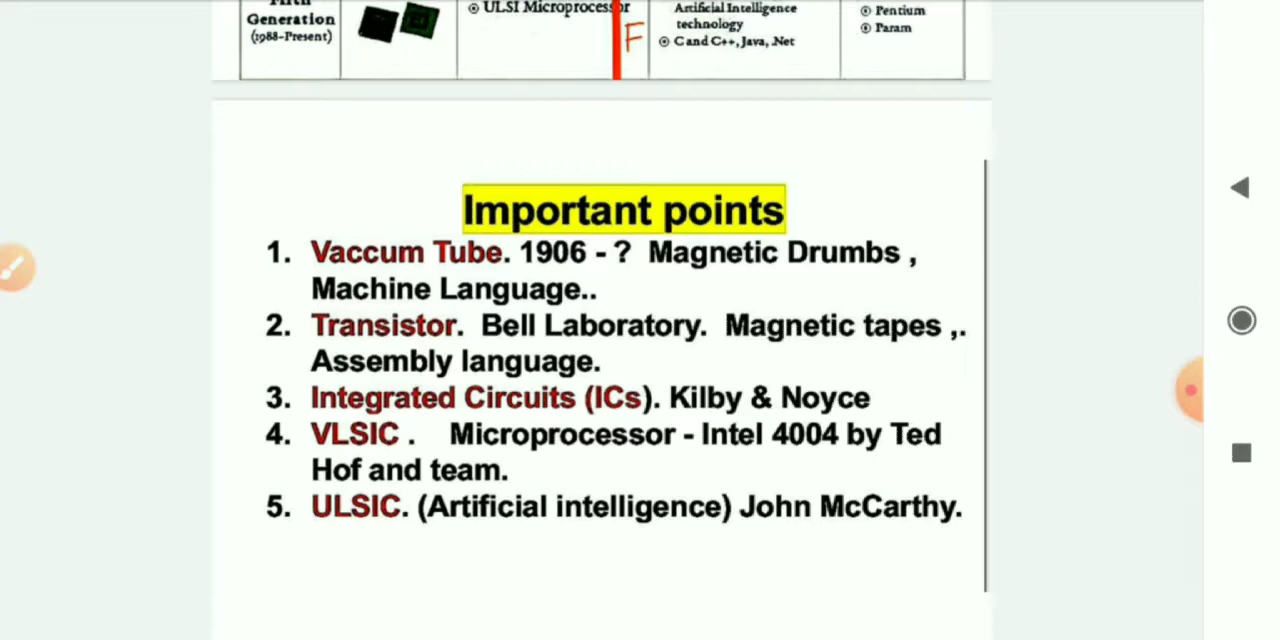 Fifth
Generation
(1988-Present)
ULSI Microprocessor
F
Artificial Intelligence
technology
C and C++, Java, .Net
Pentium
Param
Important points
1. Vaccum Tube. 1906 - ? Magnetic Drumbs ,
Machine Language..
2. Transistor. Bell Laboratory. Magnetic tapes ,.
Assembly language.
3. Integrated Circuits (ICs). Kilby & Noyce
4. VLSIC . Microprocessor - Intel 4004 by Ted
Hof and team.
5. ULSIC. (Artificial intelligence) John McCarthy.